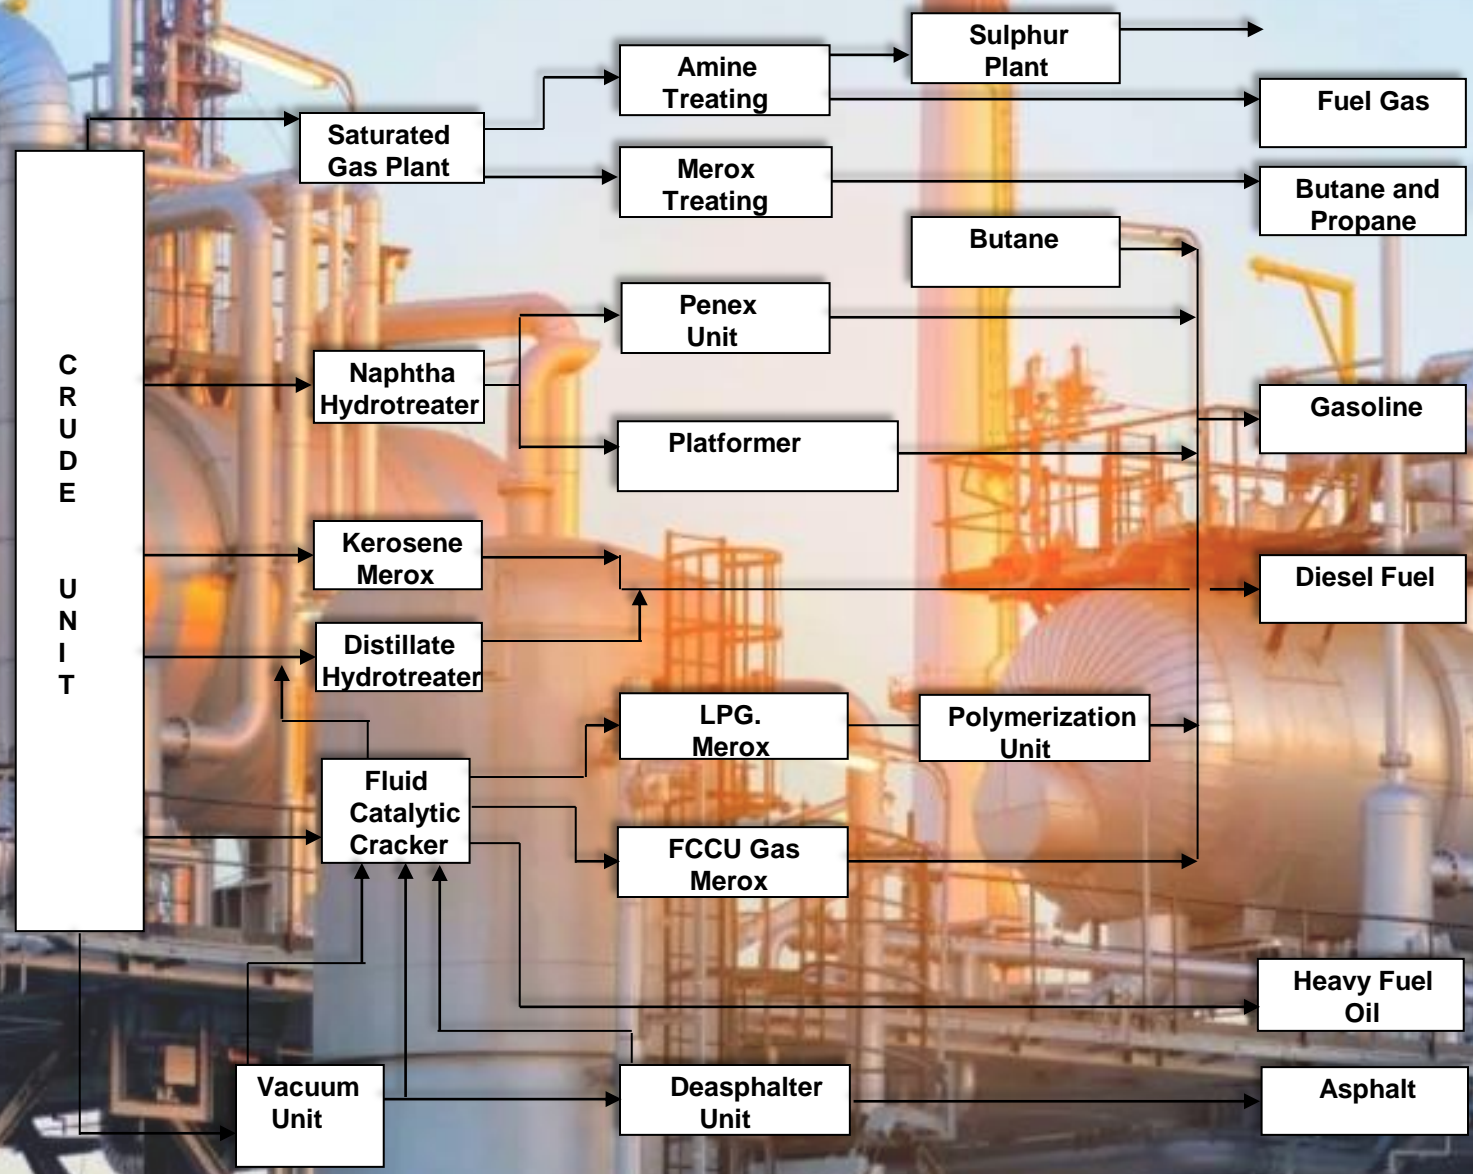 Sulphur
Plant
Amine
Treating
Fuel Gas
Saturated
Gas Plant
Merox
Treating
Butane and
Propane
Butane
Penex
Unit
C
R
U
D
E
U
N
I
T
Naphtha
Hydrotreater
Gasoline
Platformer
Kerosene
Merox
Diesel Fuel
Distillate
Hydrotreater
LPG.
Merox
Polymerization
Unit
Fluid
Catalytic
Cracker
FCCU Gas
Merox
Heavy Fuel
Oil
Vacuum
Unit
Deasphalter
Unit
Asphalt